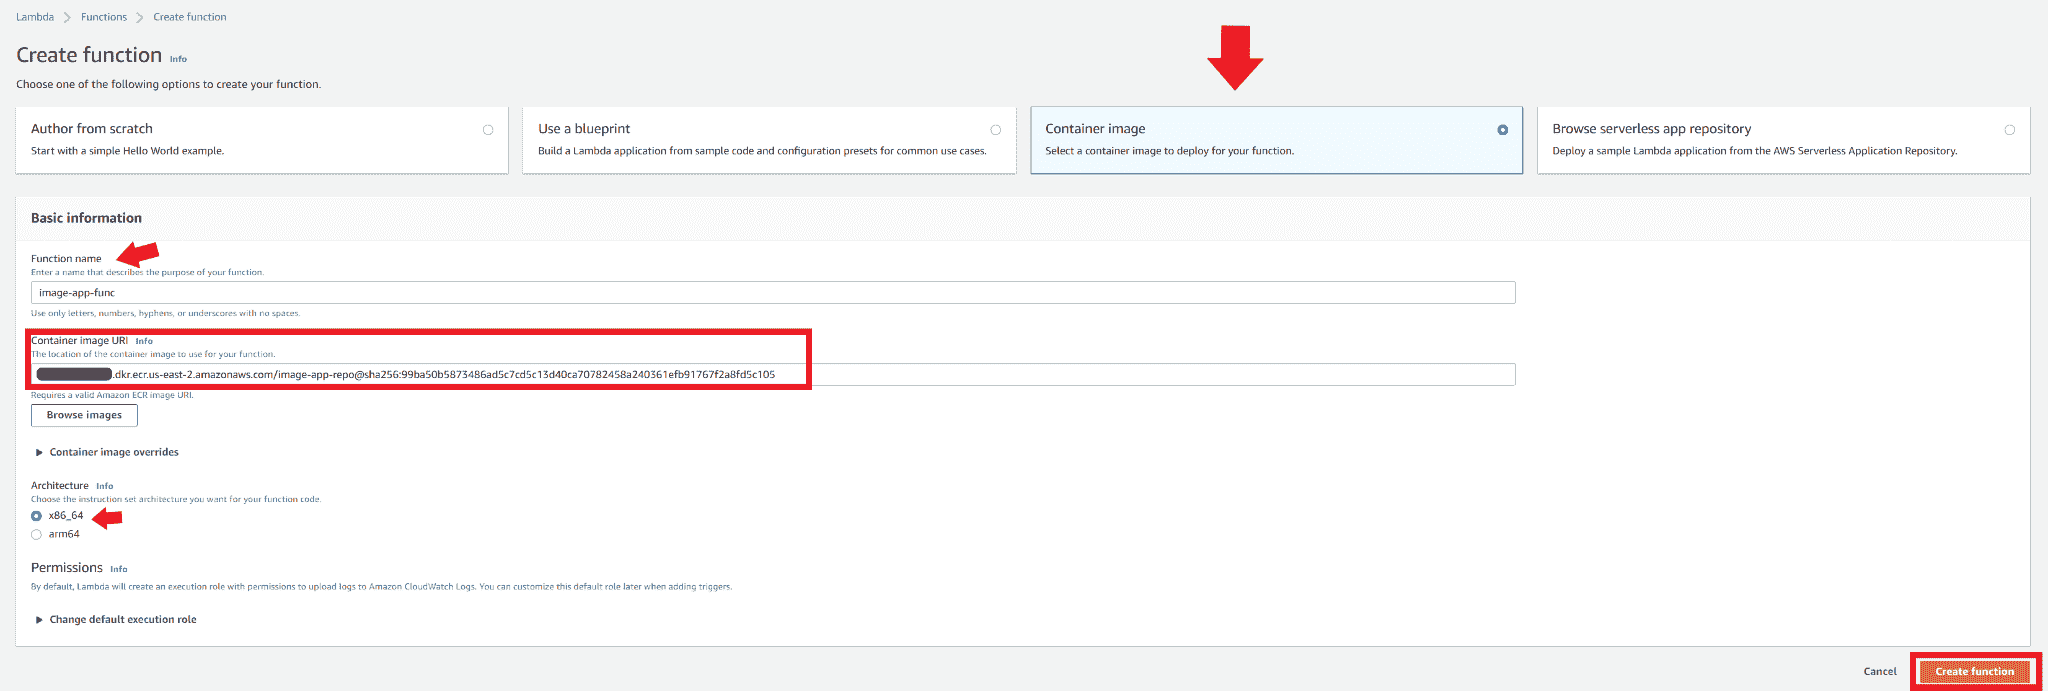 Lambda > Functions > Create function
Create function Info
Choose one of the following options to create your function.
Author from scratch
Start with a simple Hello World example.
Use a blueprint
Build a Lambda application from sample code and configuration presets for common use cases.
Container image
Select a container image to deploy for your function.
Browse serverless app repository
Deploy a sample Lambda application from the AWS Serverless Application Repository.
Basic information
Function name
Enter a name that describes the purpose of your function.
image-app-func
Use only letters, numbers, hyphens, or underscores with no spaces.
Container image URI Info
The location of the container image to use for your function.
.dkr.ecr.us-east-2.amazonaws.com/image-app-repo@sha256:99ba50b5873486ad5c7cd5c13d40ca70782458a240361efb91767f2a8fd5c105
Requires a valid Amazon ECR image URI.
Browse images
Container image overrides
Architecture Info
Choose the instruction set architecture you want for your function code.
x86_64
arm64
Permissions Info
By default, Lambda will create an execution role with permissions to upload logs to Amazon CloudWatch Logs. You can customize this default role later when adding triggers.
Change default execution role
Cancel
Create function